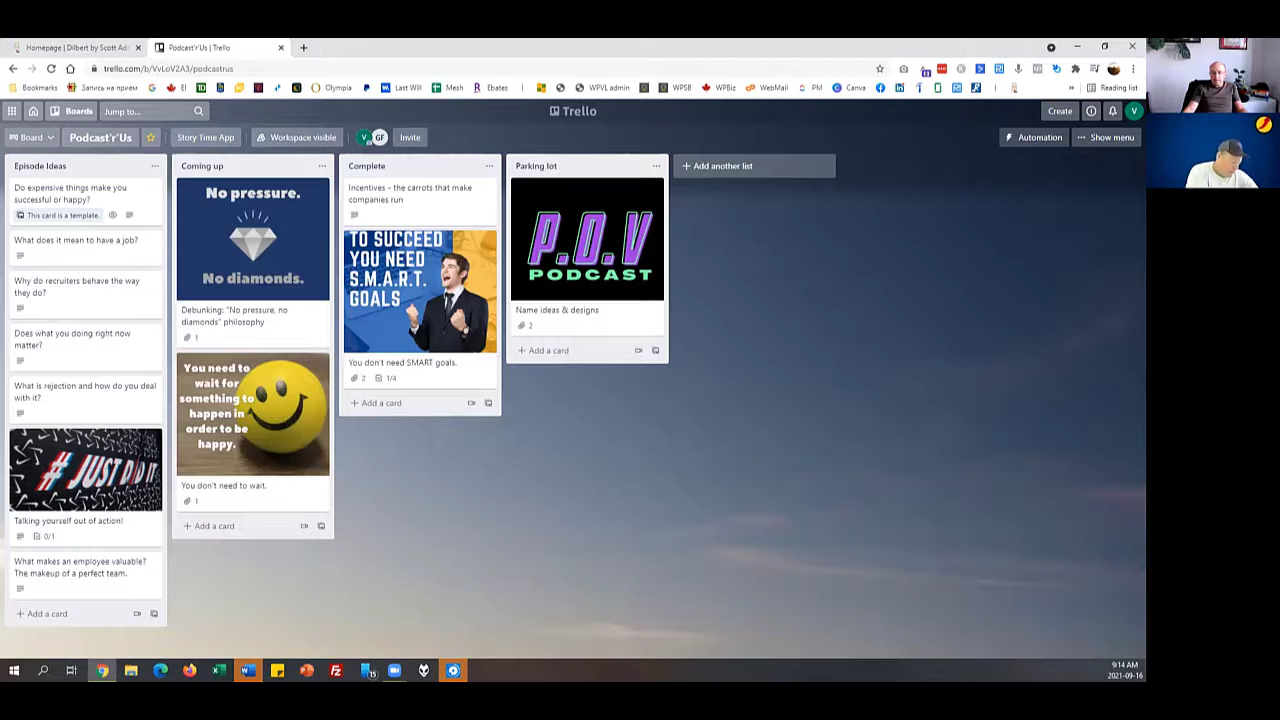 Homepage | Dilbert by Scott Ad
Podcast'r'Us | Trello
trello.com/b/VvLoV2A3/podcastrus
Bookmarks
Запись на прием
El
Olympia
Last Will
Mesh
Ebates
WPVL admin
WPSB
WPBiz
WebMail
PM
Canva
Reading list
Boards
Jump to...
Trello
Create
V
Board
Podcast'r'Us
Story Time App
Workspace visible
V
GF
Invite
Automation
Show menu
Episode Ideas
Do expensive things make you
successful or happy?
This card is a template.
What does it mean to have a job?
Why do recruiters behave the way
they do?
Does what you doing right now
matter?
What is rejection and how do you deal
with it?
Talking yourself out of action!
0/1
What makes an employee valuable?
The makeup of a perfect team.
+ Add a card
Coming up
No pressure.
No diamonds.
Debunking: "No pressure, no
diamonds" philosophy
1
You need to
wait for
something to
happen in
order to be
happy.
You don't need to wait.
1
+ Add a card
Complete
Incentives - the carrots that make
companies run
TO SUCCEED
YOU NEED
S.M.A.R.T.
GOALS
You don't need SMART goals.
2
1/4
+ Add a card
Parking lot
P.O.V
PODCAST
Name ideas & designs
2
+ Add a card
+ Add another list
9:14 AM
2021-09-16